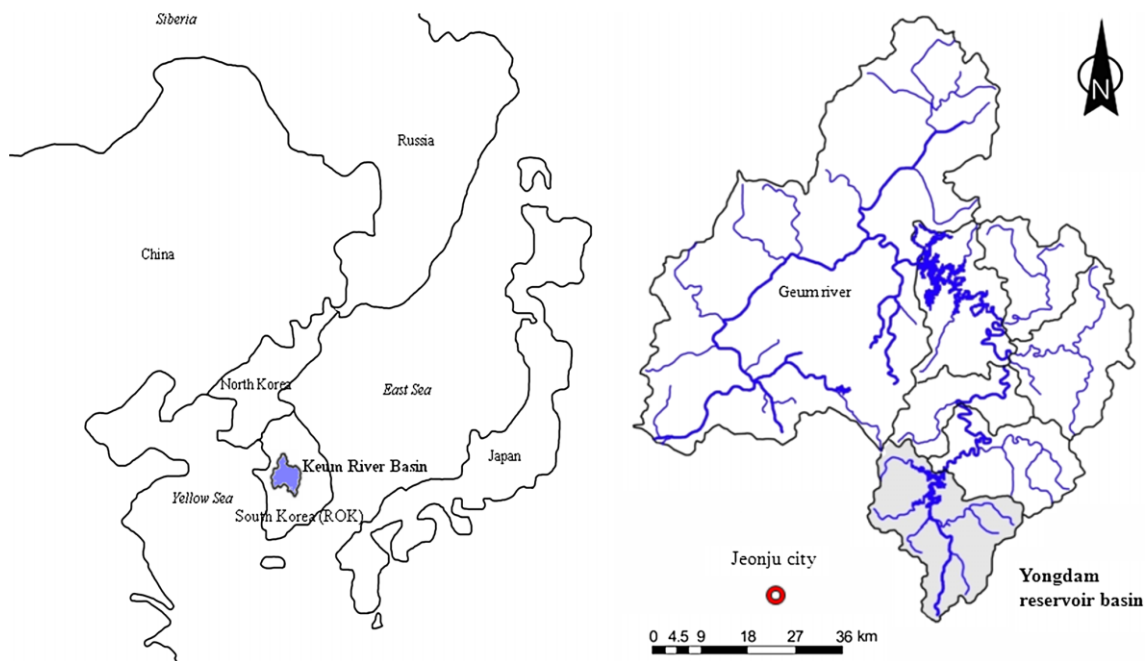 Siberia
Russia
China
North Korea
East Sea
Japan
Keum River Basin
Yellow Sea
South Korea (ROK)
N
Geum river
Jeonju city
Yongdam
reservoir basin
0 4.5 9 18 27 36 km